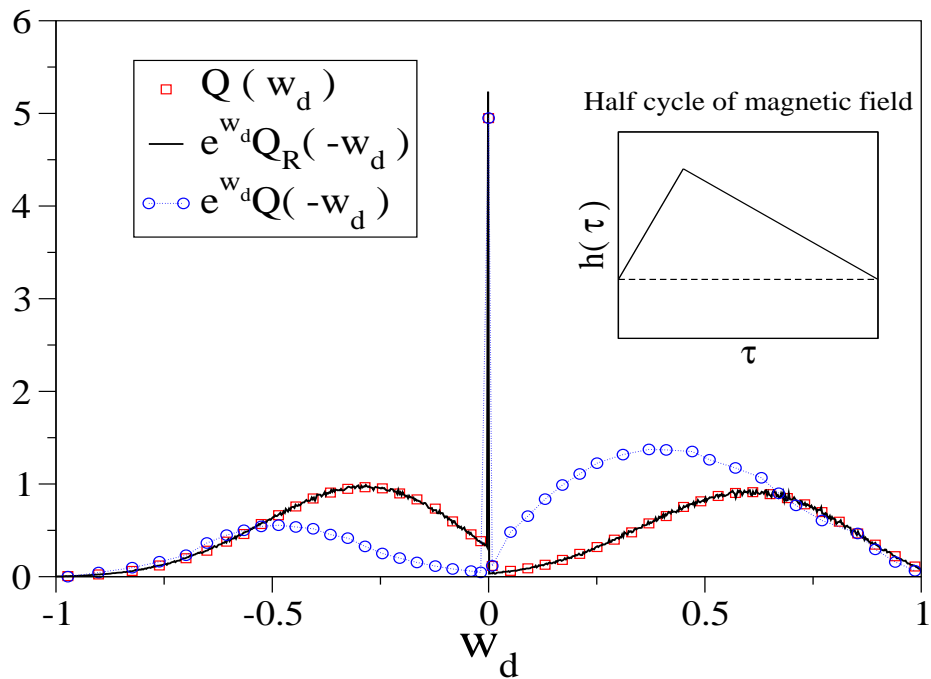 6
5
4
3
2
1
0
Q ( w_d )
e^{w_d}Q_R( -w_d )
e^{w_d}Q( -w_d )
Half cycle of magnetic field
h( τ )
τ
-1 -0.5 0 0.5 1
w_d